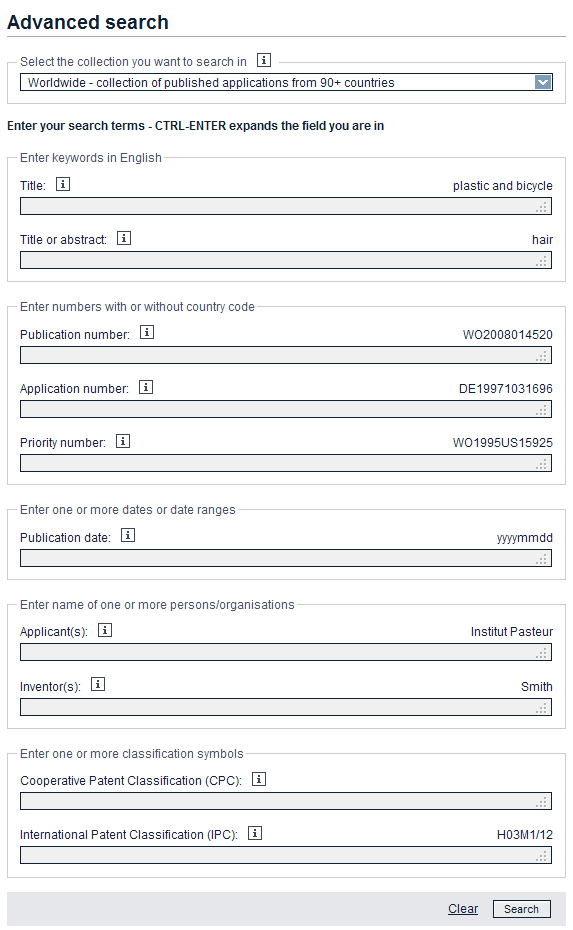 Advanced search
Select the collection you want to search in i
Worldwide - collection of published applications from 90+ countries
Enter your search terms - CTRL-ENTER expands the field you are in
Enter keywords in English
Title: i plastic and bicycle
Title or abstract: i hair
Enter numbers with or without country code
Publication number: i WO2008014520
Application number: i DE19971031696
Priority number: i WO1995US15925
Enter one or more dates or date ranges
Publication date: i yyyymmdd
Enter name of one or more persons/organisations
Applicant(s): i Institut Pasteur
Inventor(s): i Smith
Enter one or more classification symbols
Cooperative Patent Classification (CPC): i
International Patent Classification (IPC): i H03M1/12
Clear Search